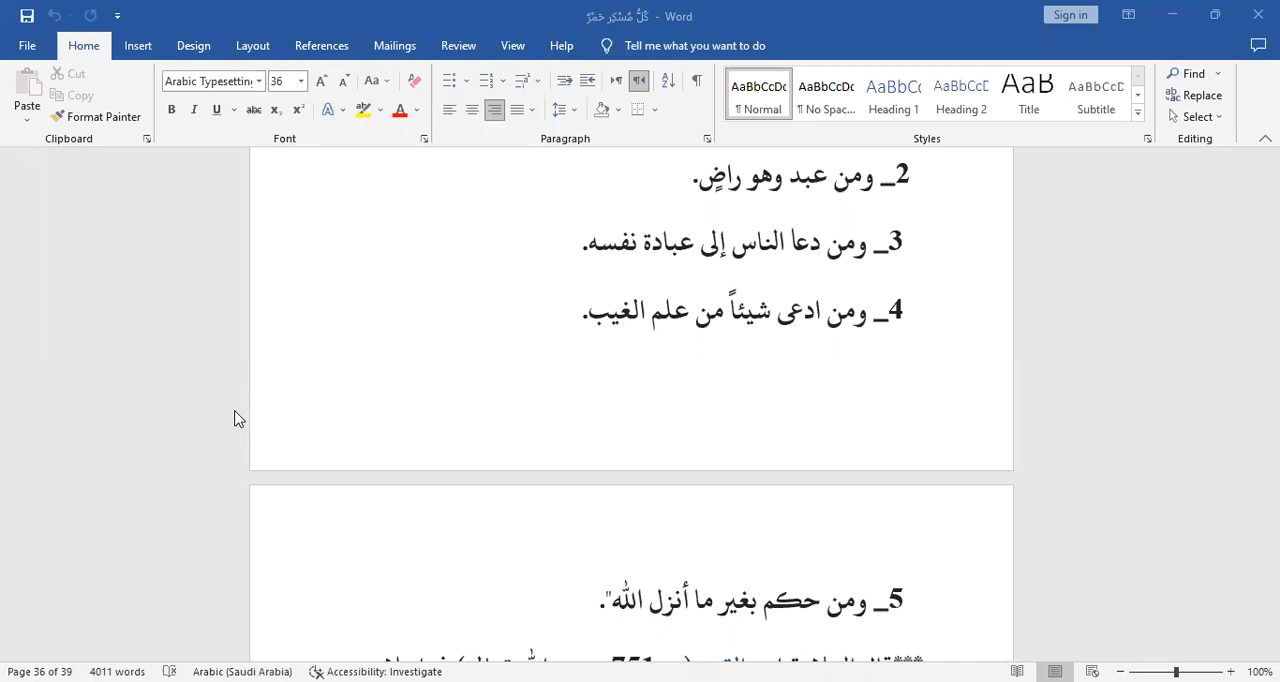 كُلُّ مُسْكِرٍ خَمْرٌ - Word
Sign in
File Home Insert Design Layout References Mailings Review View Help Tell me what you want to do
Cut
Copy
Paste
Format Painter
Clipboard
Arabic Typesetting 36
Font
Paragraph
AaBbCcDc AaBbCcDc AaBbCc AaBbCcC AaB AaBbCcC
¶ Normal ¶ No Spac... Heading 1 Heading 2 Title Subtitle
Styles
Find
Replace
Select
Editing
2_ ومن عبد وهو راضٍ.
3_ ومن دعا الناس إلى عبادة نفسه.
4_ ومن ادعى شيئاً من علم الغيب.
5_ ومن حكم بغير ما أنزل الله".
Page 36 of 39 4011 words Arabic (Saudi Arabia) Accessibility: Investigate 100%